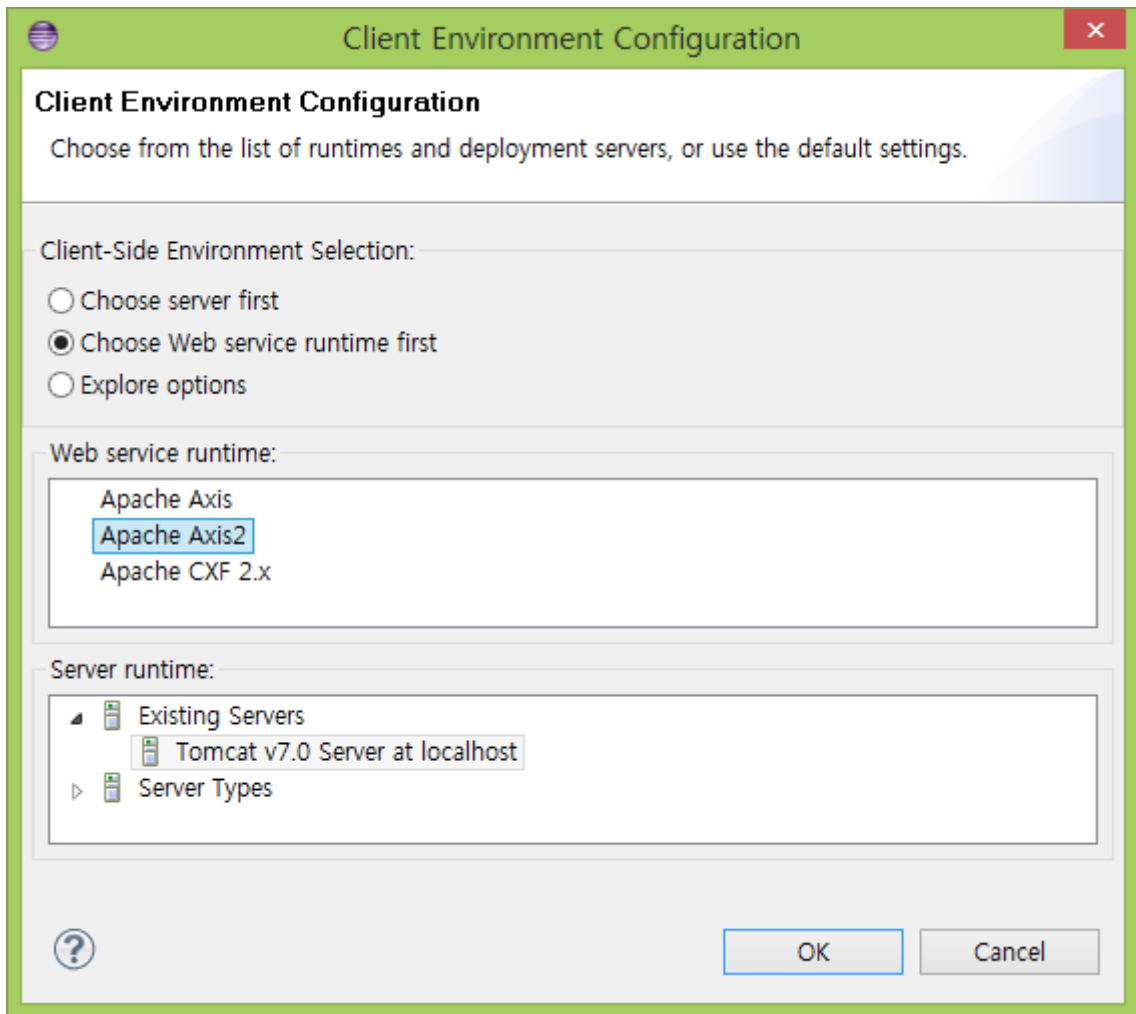 Client Environment Configuration
Client Environment Configuration
Choose from the list of runtimes and deployment servers, or use the default settings.
Client-Side Environment Selection:
Choose server first
Choose Web service runtime first
Explore options
Web service runtime:
Apache Axis
Apache Axis2
Apache CXF 2.x
Server runtime:
Existing Servers
Tomcat v7.0 Server at localhost
Server Types
OK Cancel